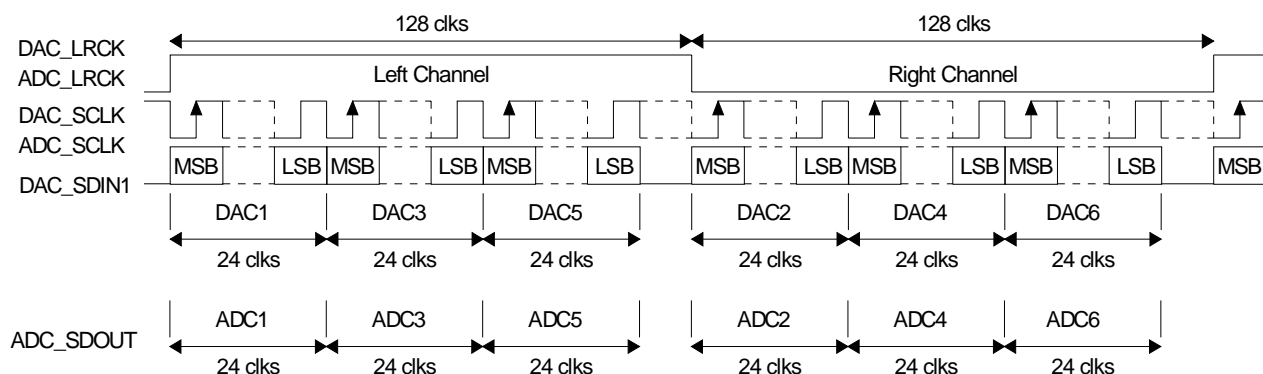 128 clks 128 clks
DAC_LRCK
ADC_LRCK Left Channel Right Channel
DAC_SCLK
ADC_SCLK
MSB LSB MSB LSB MSB LSB MSB LSB MSB LSB MSB LSB MSB
DAC_SDIN1
DAC1 DAC3 DAC5 DAC2 DAC4 DAC6
24 clks 24 clks 24 clks 24 clks 24 clks 24 clks
ADC1 ADC3 ADC5 ADC2 ADC4 ADC6
ADC_SDOUT
24 clks 24 clks 24 clks 24 clks 24 clks 24 clks